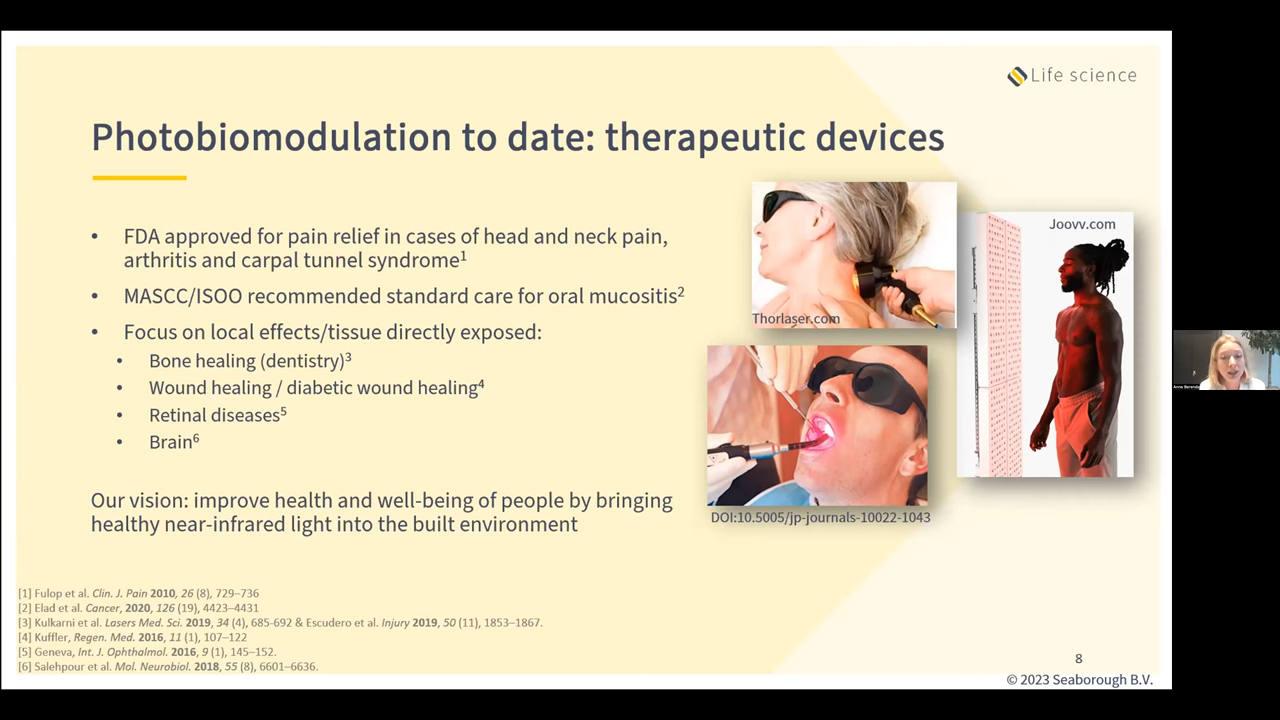 Life science
Photobiomodulation to date: therapeutic devices
• FDA approved for pain relief in cases of head and neck pain,
arthritis and carpal tunnel syndrome¹
• MASCC/ISOO recommended standard care for oral mucositis²
• Focus on local effects/tissue directly exposed:
• Bone healing (dentistry)³
• Wound healing / diabetic wound healing⁴
• Retinal diseases⁵
• Brain⁶
Our vision: improve health and well-being of people by bringing
healthy near-infrared light into the built environment
Thorlaser.com
Joovv.com
DOI:10.5005/jp-journals-10022-1043
[1] Fulop et al. Clin. J. Pain 2010, 26 (8), 729–736
[2] Elad et al. Cancer, 2020, 126 (19), 4423–4431
[3] Kulkarni et al. Lasers Med. Sci. 2019, 34 (4), 685-692 & Escudero et al. Injury 2019, 50 (11), 1853–1867.
[4] Kuffler, Regen. Med. 2016, 11 (1), 107–122
[5] Geneva, Int. J. Ophthalmol. 2016, 9 (1), 145–152.
[6] Salehpour et al. Mol. Neurobiol. 2018, 55 (8), 6601–6636.
8
© 2023 Seaborough B.V.